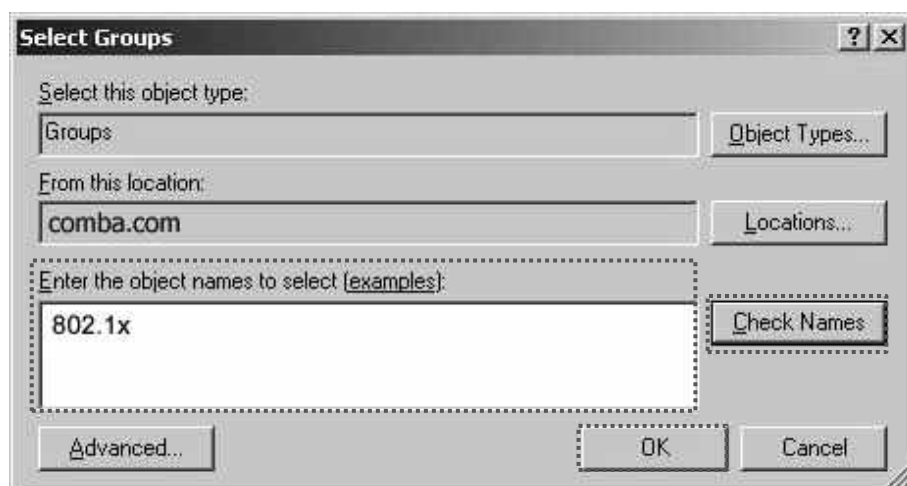 Select Groups
Select this object type:
Groups
Object Types...
From this location:
comba.com
Locations...
Enter the object names to select (examples):
802.1x
Check Names
Advanced...
OK
Cancel